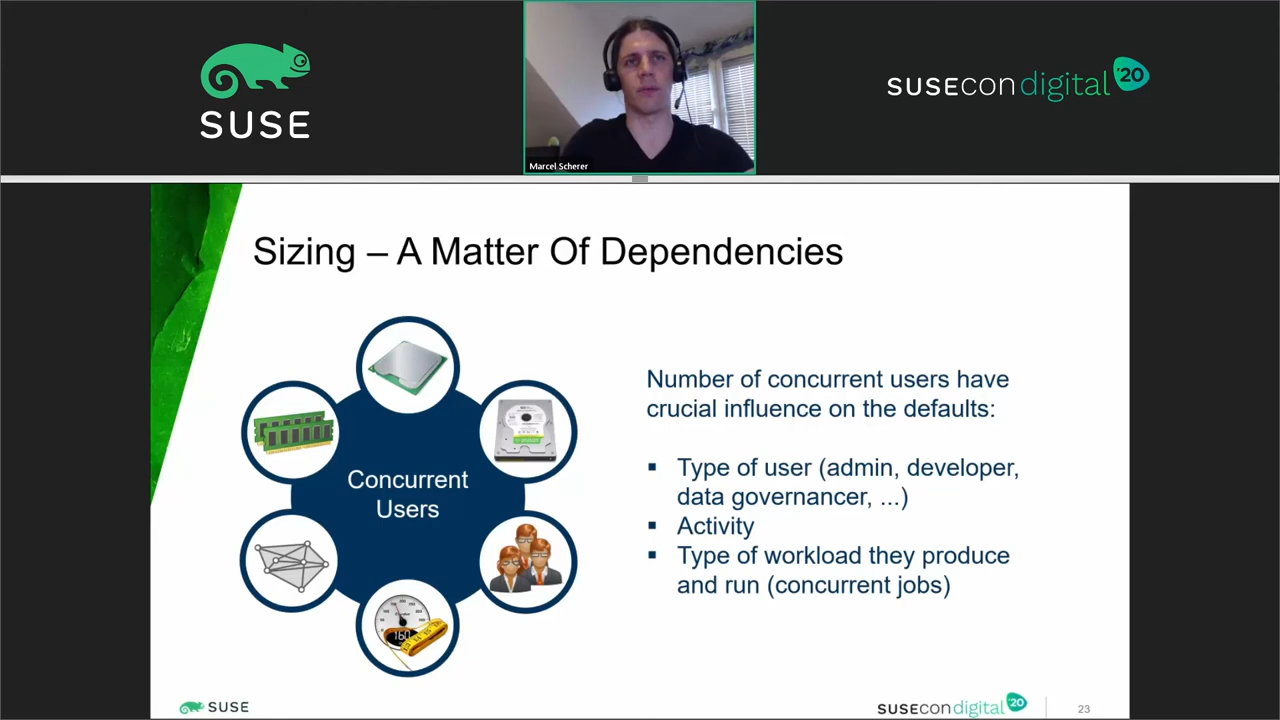 SUSE
Marcel Scherer
SUSECON digital '20
Sizing – A Matter Of Dependencies
Concurrent
Users
160
Number of concurrent users have
crucial influence on the defaults:
▪ Type of user (admin, developer,
data governancer, ...)
▪ Activity
▪ Type of workload they produce
and run (concurrent jobs)
SUSE
SUSECON digital '20
23